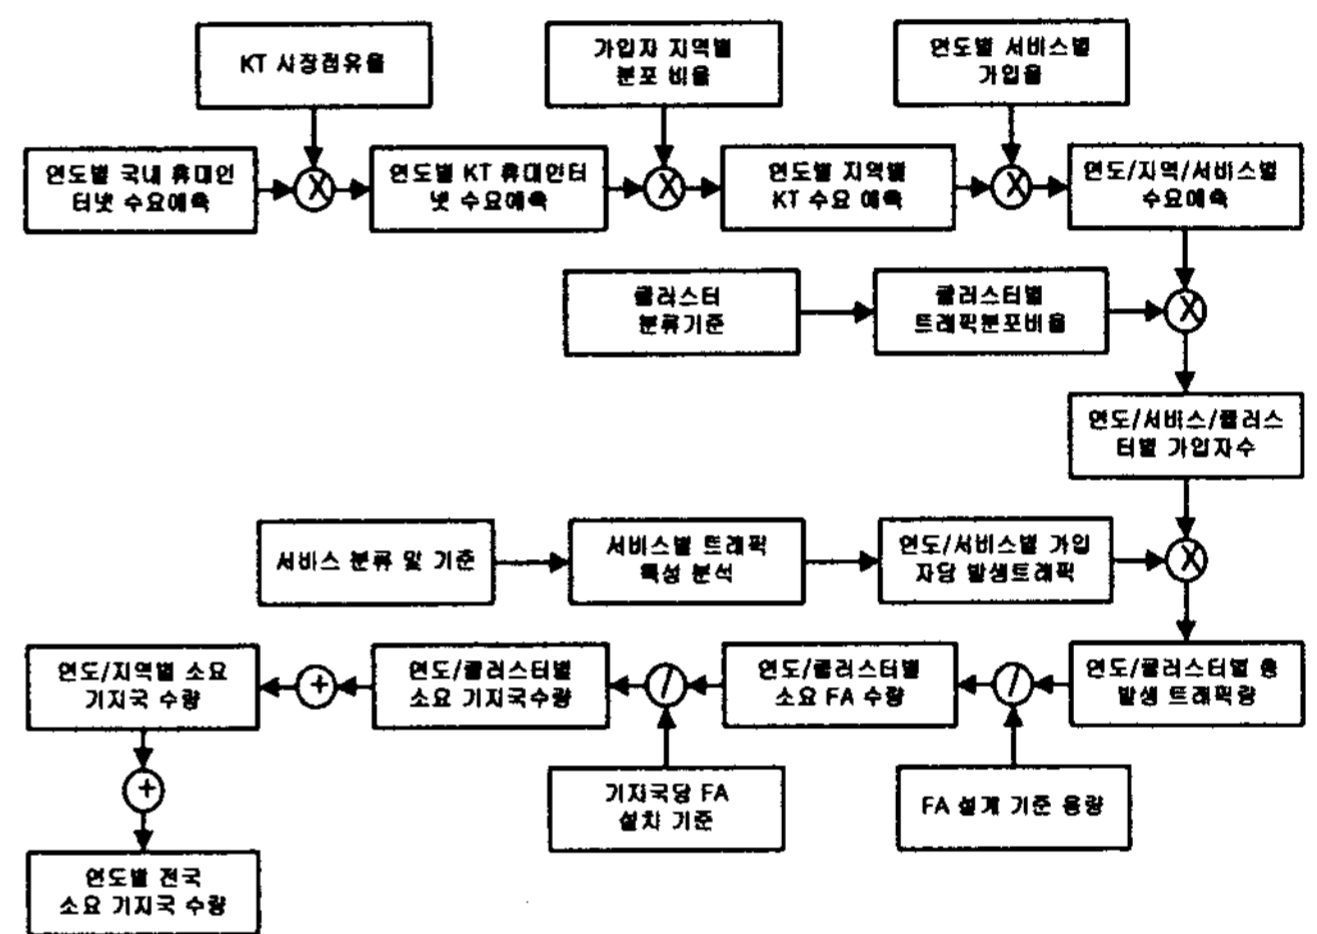 KT 시장점유율
가입자 지역별
분포 비율
연도별 서비스별
가입율
연도별 국내 휴대인
터넷 수요예측
X
연도별 KT 휴대인터
넷 수요예측
X
연도별 지역별
KT 수요 예측
X
연도/지역/서비스별
수요예측
클러스터
분류기준
클러스터별
트래픽분포비율
X
연도/서비스/클러스
터별 가입자수
서비스 분류 및 기준
서비스별 트래픽
특성 분석
연도/서비스별 가입
자당 발생트래픽
X
연도/클러스터별 총
발생 트래픽량
/
연도/클러스터별
소요 FA 수량
/
연도/클러스터별
소요 기지국수량
+
연도/지역별 소요
기지국 수량
기지국당 FA
설치 기준
FA 설계 기준 용량
+
연도별 전국
소요 기지국 수량